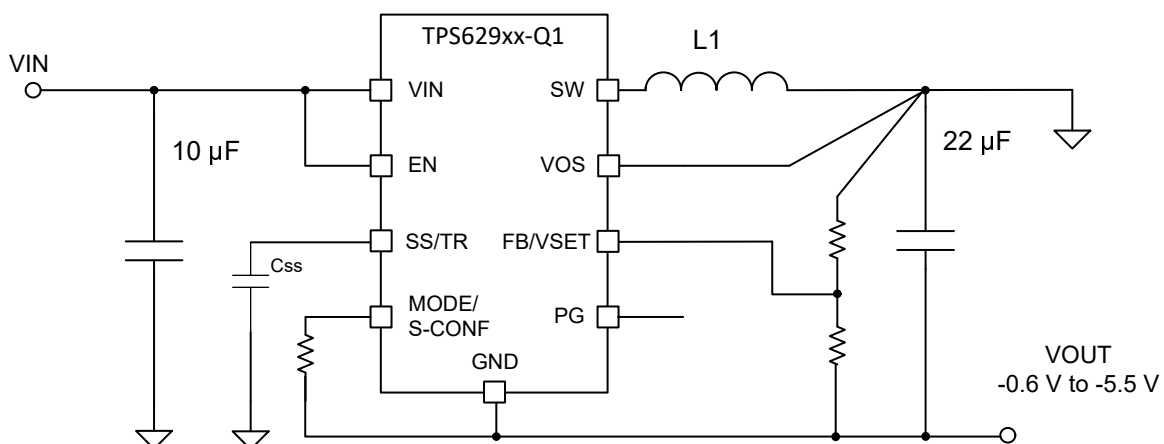 TPS629xx-Q1
L1
VIN
VIN
SW
10 µF
22 µF
EN
VOS
SS/TR
FB/VSET
Css
MODE/
S-CONF
PG
GND
VOUT
-0.6 V to -5.5 V